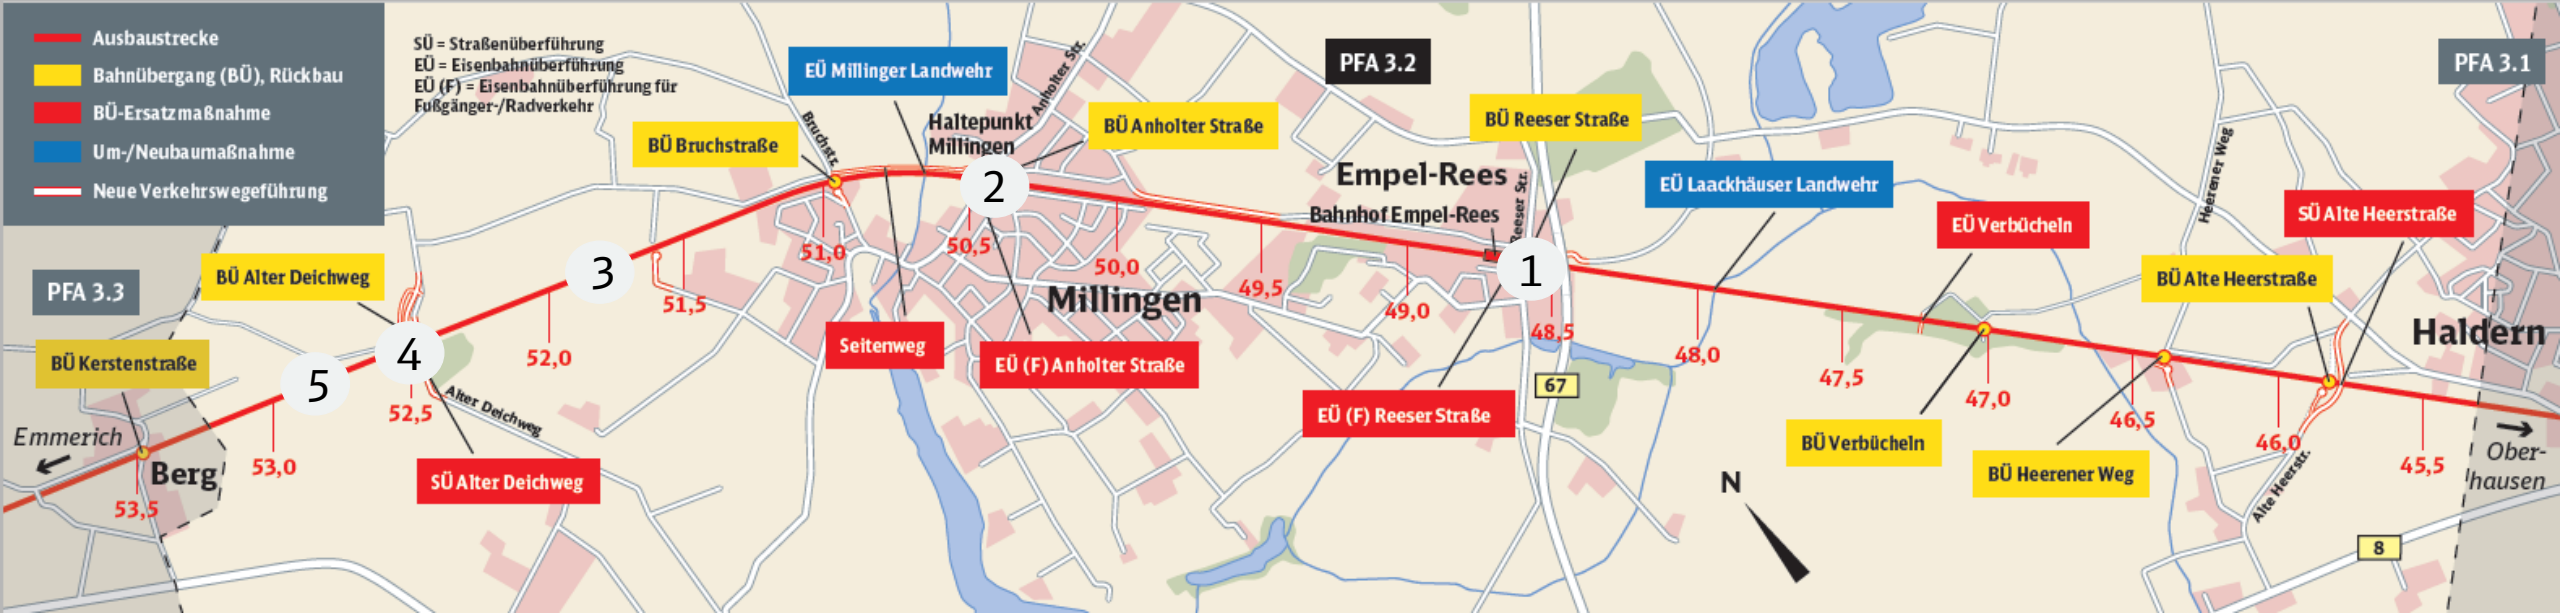 Ausbaustrecke
Bahnübergang (BÜ), Rückbau
BÜ-Ersatzmaßnahme
Um-/Neubaumaßnahme
Neue Verkehrswegeführung
SÜ = Straßenüberführung
EÜ = Eisenbahnüberführung
EÜ (F) = Eisenbahnüberführung für
Fußgänger-/Radverkehr
EÜ Millinger Landwehr
PFA 3.2
PFA 3.1
Anholter Str.
BÜ Bruchstraße
Bruchstr.
Haltepunkt
Millingen
BÜ Anholter Straße
BÜ Reeser Straße
Empel-Rees
Bahnhof Empel-Rees
Reeser Str.
EÜ Laackhäuser Landwehr
EÜ Verbücheln
Heerener Weg
SÜ Alte Heerstraße
BÜ Alte Heerstraße
PFA 3.3
BÜ Alter Deichweg
BÜ Kerstenstraße
Emmerich
Berg
5
4
3
2
1
53,5
53,0
52,5
52,0
51,5
51,0
50,5
50,0
49,5
49,0
48,5
48,0
47,5
47,0
46,5
46,0
45,5
Alter Deichweg
SÜ Alter Deichweg
Seitenweg
Millingen
EÜ (F) Anholter Straße
EÜ (F) Reeser Straße
67
N
BÜ Verbücheln
BÜ Heerener Weg
Alte Heerstr.
8
Haldern
Ober-
hausen